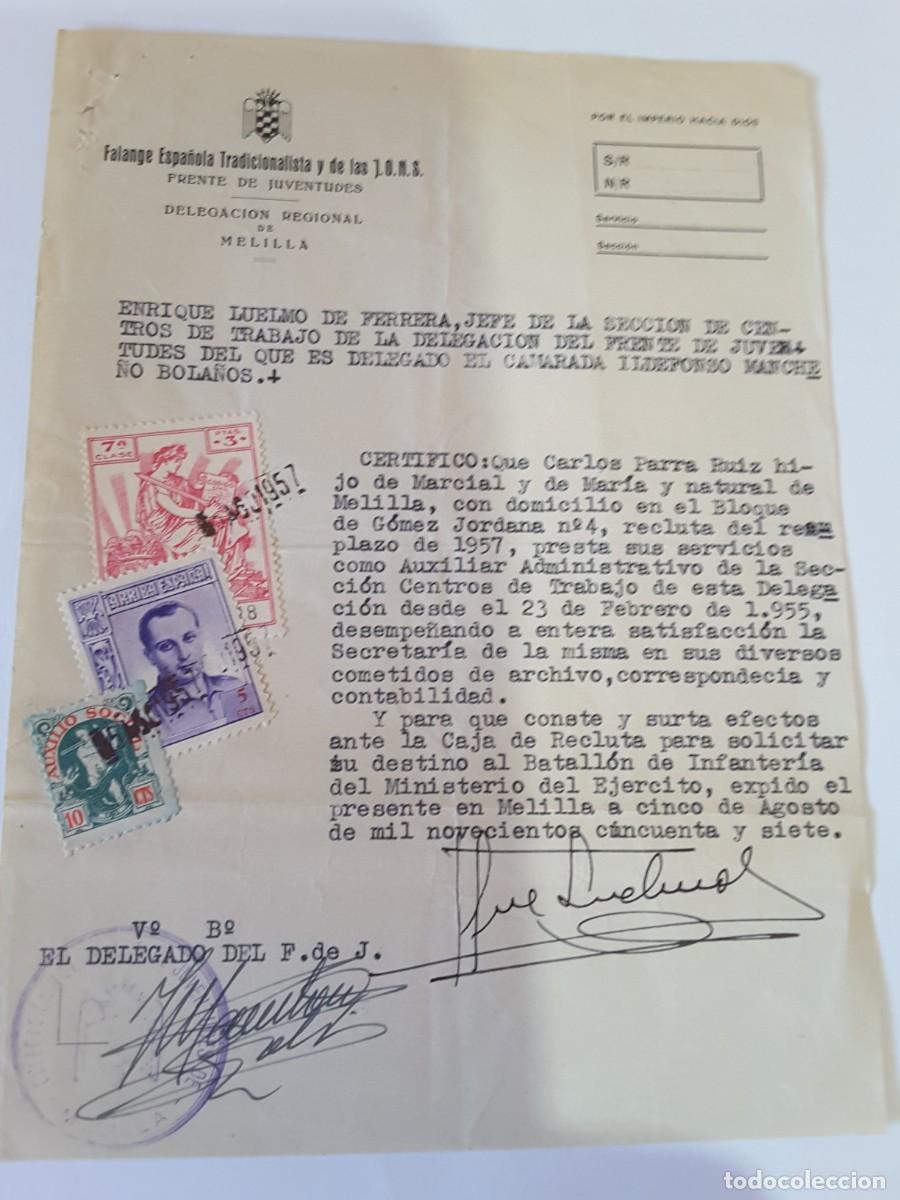 Falange Española Tradicionalista y de las J.O.N.S.
FRENTE DE JUVENTUDES
DELEGACION REGIONAL
DE
MELILLA
POR EL IMPERIO HACIA DIOS
S/R
N/R
Servicio
Sección
ENRIQUE LUELMO DE FERRERA, JEFE DE LA SECCION DE CEN-
TROS DE TRABAJO DE LA DELEGACION DEL FRENTE DE JUVEN
TUDES DEL QUE ES DELEGADO EL CAMARADA ILDEFONSO MANCHE
ÑO BOLAÑOS.+
CERTIFICO:Que Carlos Parra Ruiz hi-
jo de Marcial y de María y natural de
Melilla, con domicilio en el Bloque
de Gómez Jordana nº4, recluta del reem
plazo de 1957, presta sus servicios
como Auxiliar Administrativo de la Sec-
ción Centros de Trabajo de esta Delega
ción desde el 23 de Febrero de 1.955,
desempeñando a entera satisfacción la
Secretaría de la misma en sus diversos
cometidos de archivo,correspondecia y
contabilidad.
Y para que conste y surta efectos
ante la Caja de Recluta para solicitar
su destino al Batallón de Infantería
del Ministerio del Ejercito, expido el
presente en Melilla a cinco de Agosto
de mil novecientos cincuenta y siete.
7ª CLASE
PTAS. -3-
AGO 1957
¡ARRIBA ESPAÑA!
5 CTS
AUXILIO SOCIAL
10 CTS
Vº Bº
EL DELEGADO DEL F. de J.
todocoleccion